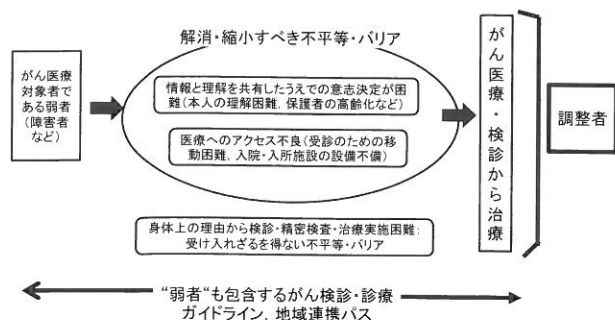 解消・縮小すべき不平等・バリア
がん医療
対象者で
ある弱者
(障害者
など)
情報と理解を共有したうえでの意志決定が困
難(本人の理解困難, 保護者の高齢化など)
医療へのアクセス不良(受診のための移
動困難, 入院・入所施設の設備不備)
身体上の理由から検診・精密検査・治療実施困難:
受け入れざるを得ない不平等・バリア
がん医療・検診から治療
調整者
“弱者“も包含するがん検診・診療
ガイドライン, 地域連携パス